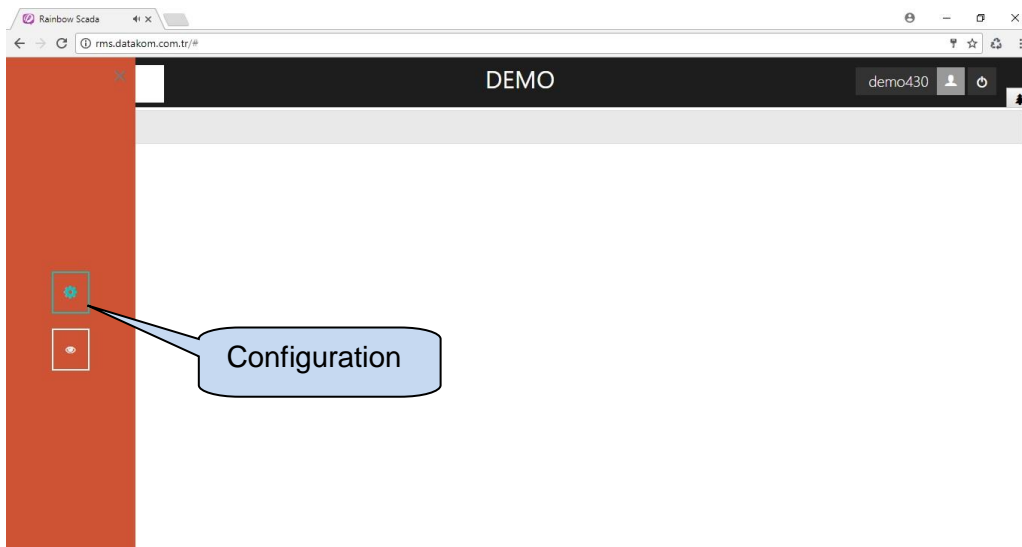 Rainbow Scada
rms.datakom.com.tr/#
DEMO
demo430
Configuration